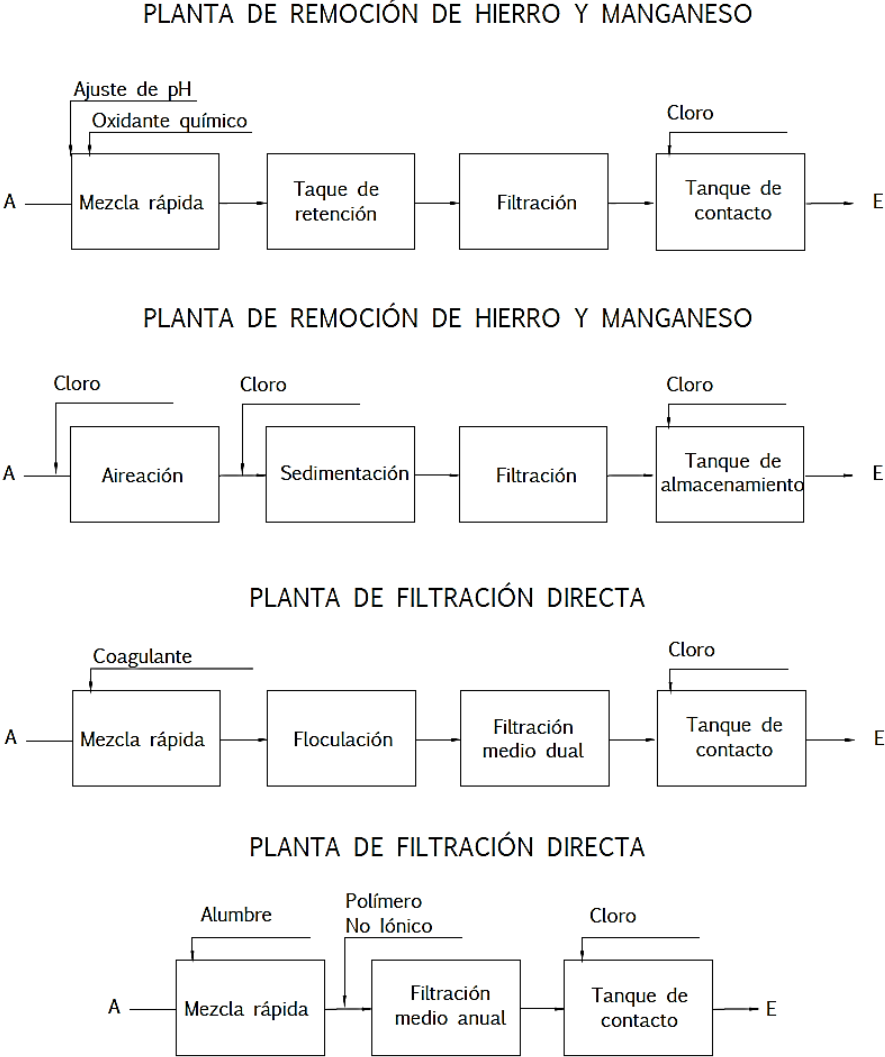 PLANTA DE REMOCIÓN DE HIERRO Y MANGANESO
Ajuste de pH
Oxidante químico
Cloro
A
Mezcla rápida
Taque de
retención
Filtración
Tanque de
contacto
E
PLANTA DE REMOCIÓN DE HIERRO Y MANGANESO
Cloro
Cloro
Cloro
A
Aireación
Sedimentación
Filtración
Tanque de
almacenamiento
E
PLANTA DE FILTRACIÓN DIRECTA
Coagulante
Cloro
A
Mezcla rápida
Floculación
Filtración
medio dual
Tanque de
contacto
E
PLANTA DE FILTRACIÓN DIRECTA
Alumbre
Polímero
No Iónico
Cloro
A
Mezcla rápida
Filtración
medio anual
Tanque de
contacto
E